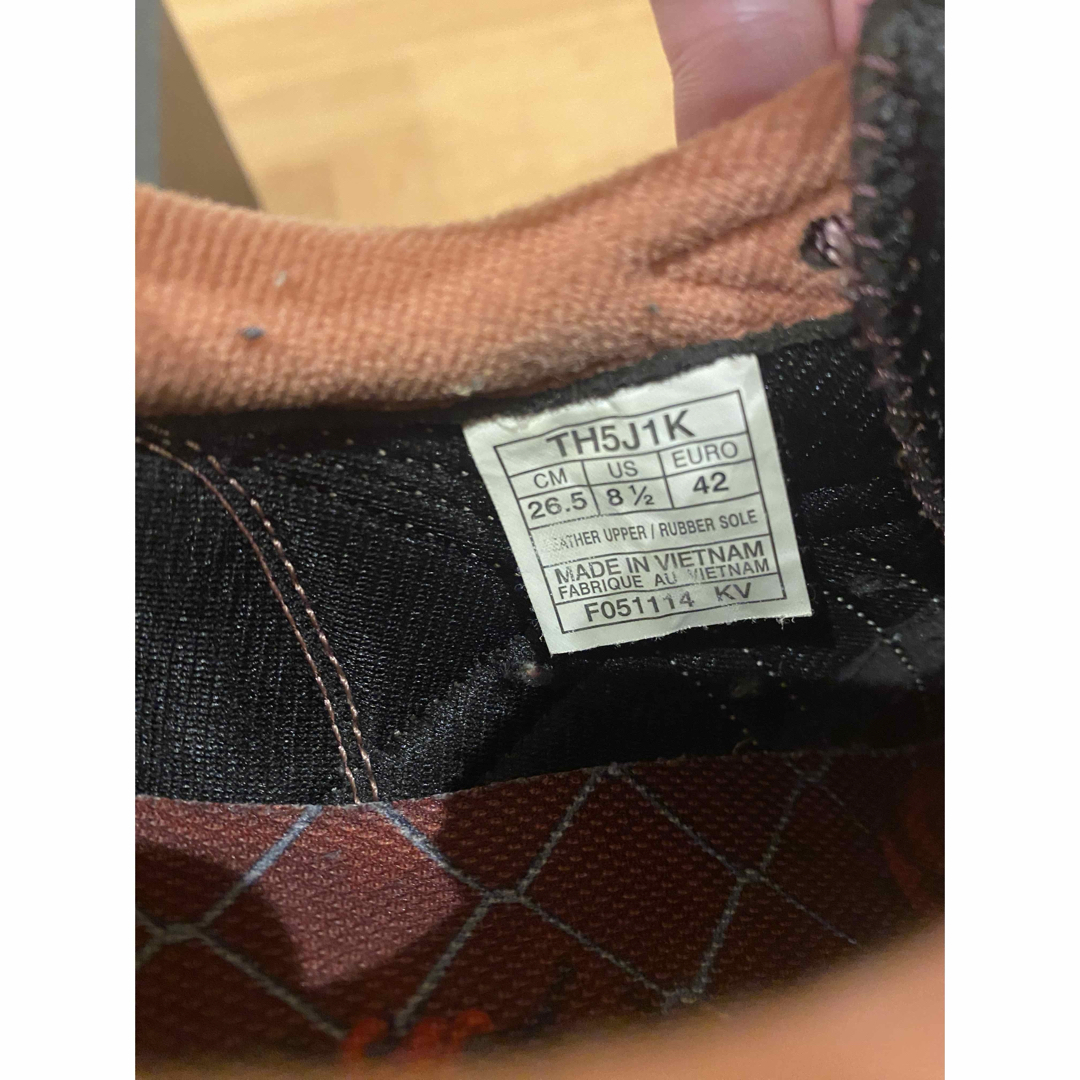 TH5J1K
CM US EURO
26.5 8 ½ 42
UPPER / RUBBER SOLE
MADE IN VIETNAM
FABRIQUE AU VIETNAM
F051114 KV